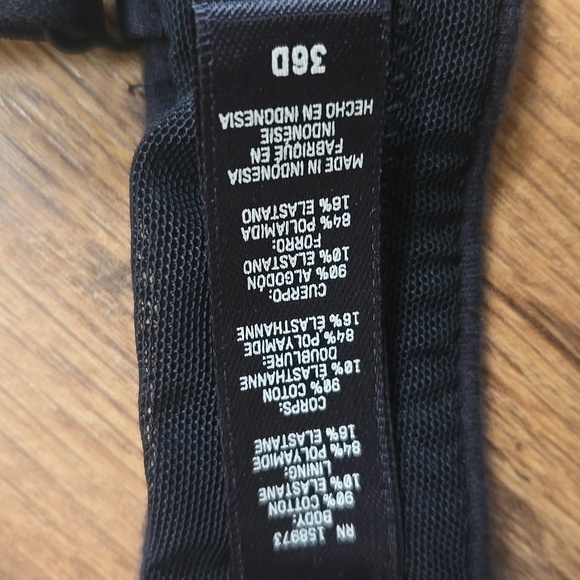 RN 158973
BODY:
90% COTTON
10% ELASTANE
LINING:
84% POLYAMIDE
16% ELASTANE
CORPS:
90% COTON
10% ÉLASTHANNE
DOUBLURE:
84% POLYAMIDE
16% ÉLASTHANNE
CUERPO:
90% ALGODÓN
10% ELASTANO
FORRO:
84% POLIAMIDA
16% ELASTANO
MADE IN INDONESIA
FABRIQUÉ EN
INDONÉSIE
HECHO EN INDONESIA
36D